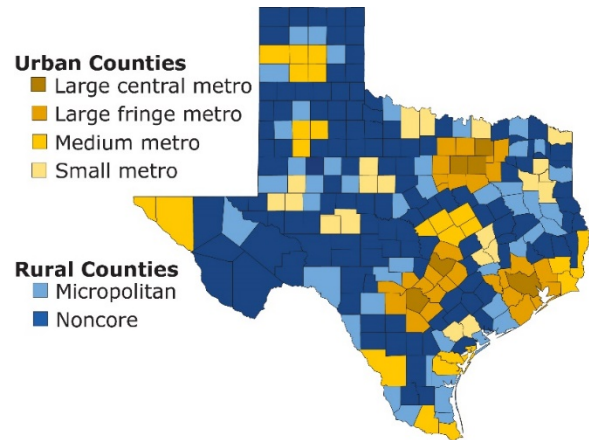 Urban Counties
Large central metro
Large fringe metro
Medium metro
Small metro
Rural Counties
Micropolitan
Noncore